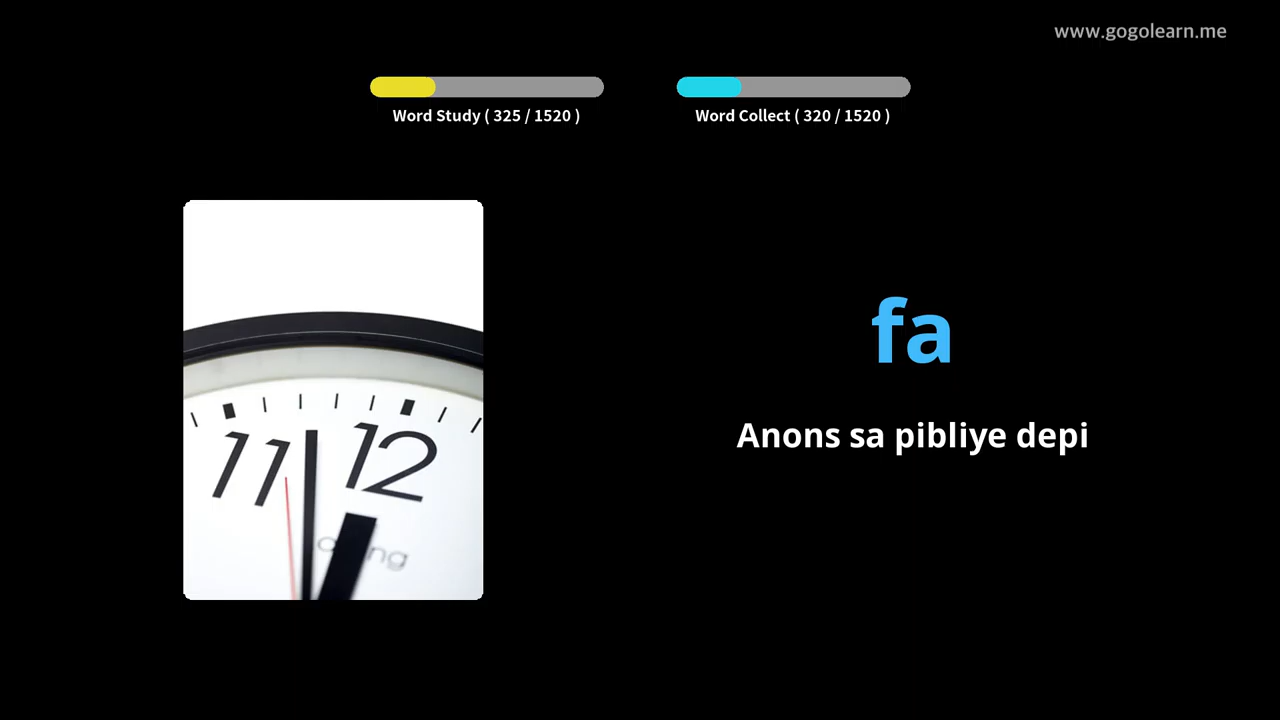 www.gogolearn.me
Word Study ( 325 / 1520 )
Word Collect ( 320 / 1520 )
11 12
fa
Anons sa pibliye depi